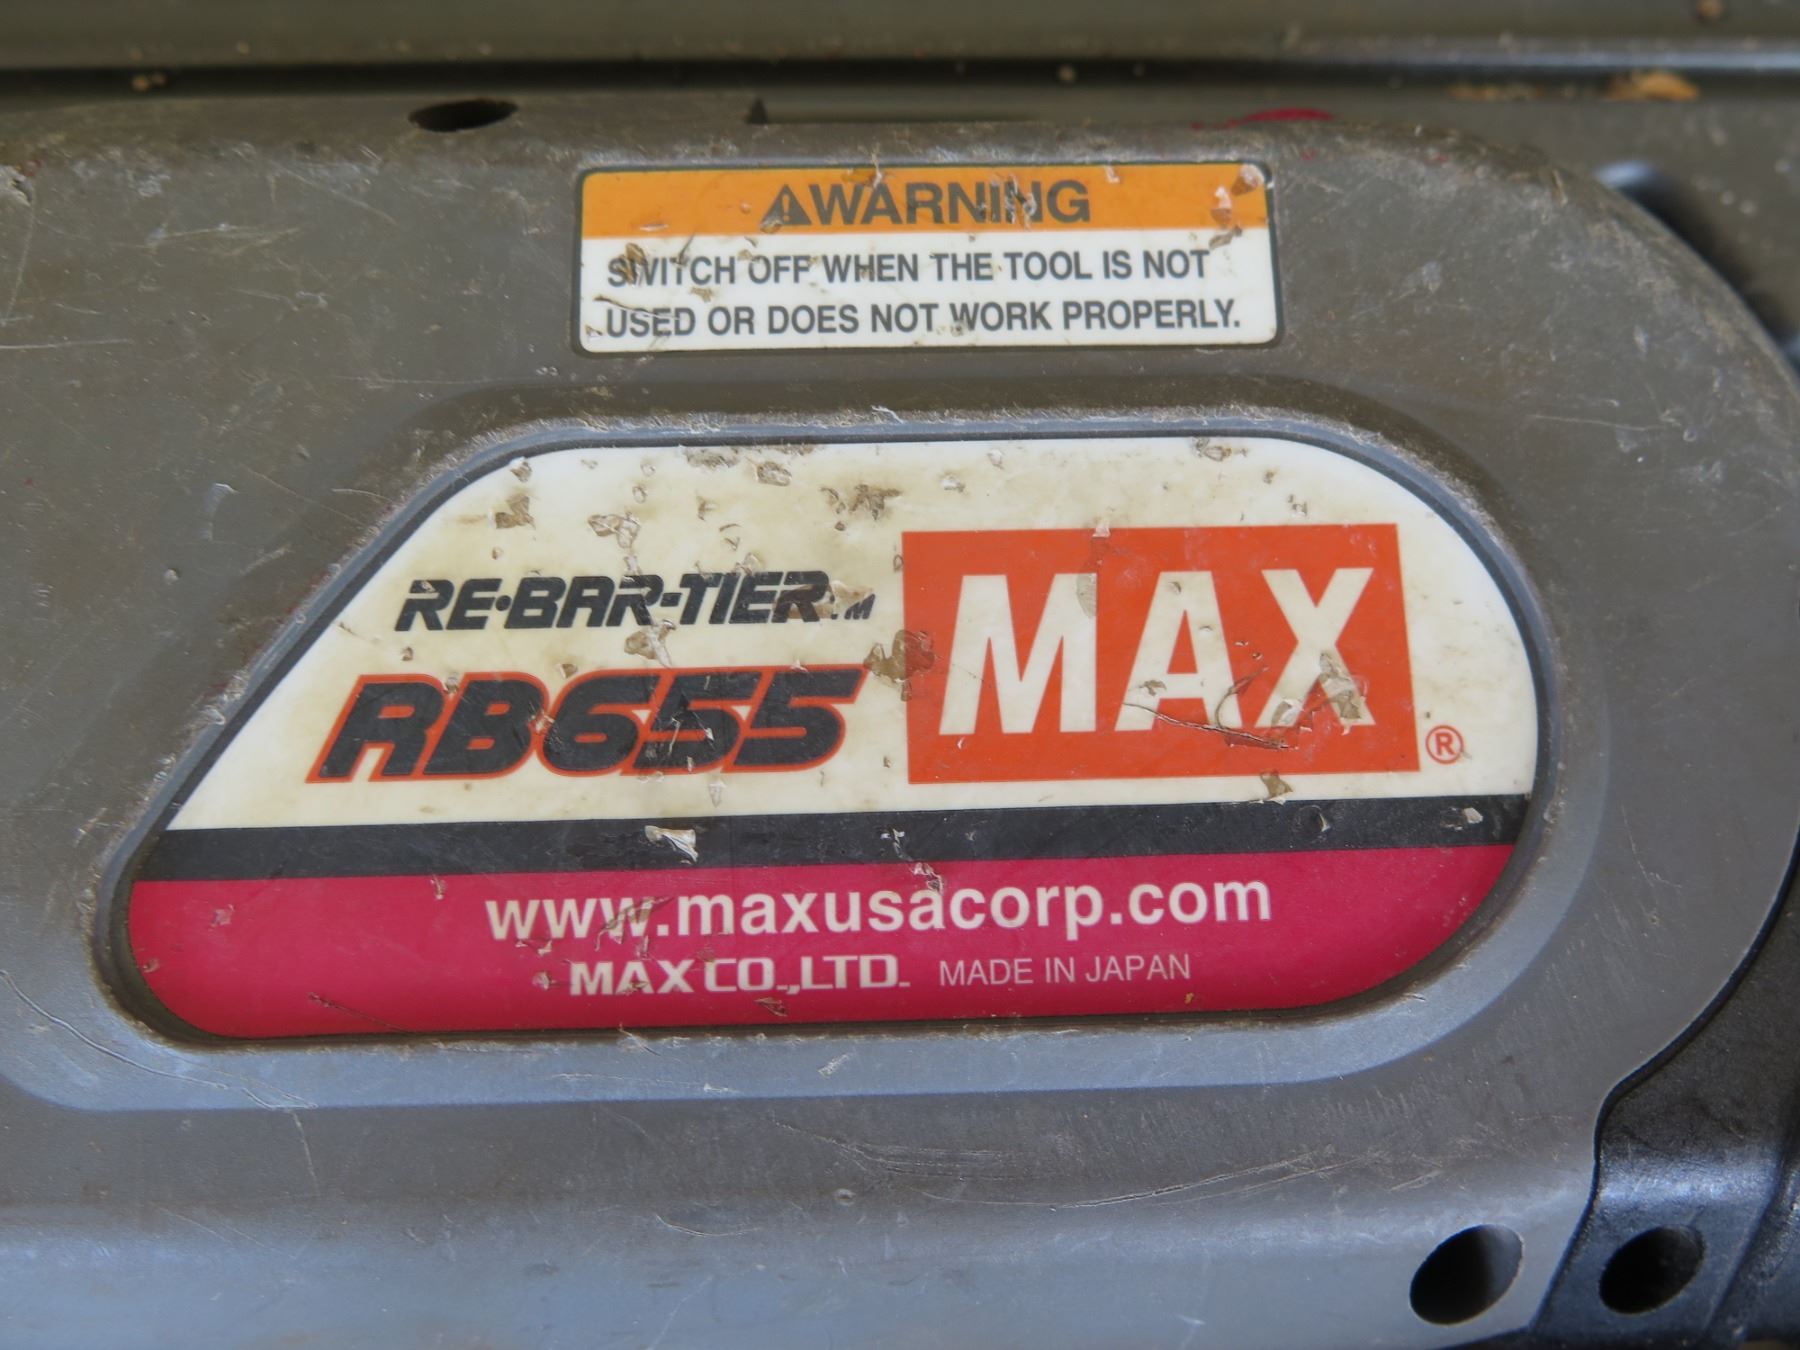 ⚠WARNING
SWITCH OFF WHEN THE TOOL IS NOT
USED OR DOES NOT WORK PROPERLY.
RE•BAR-TIER™
RB655
MAX®
www.maxusacorp.com
MAX CO.,LTD. MADE IN JAPAN